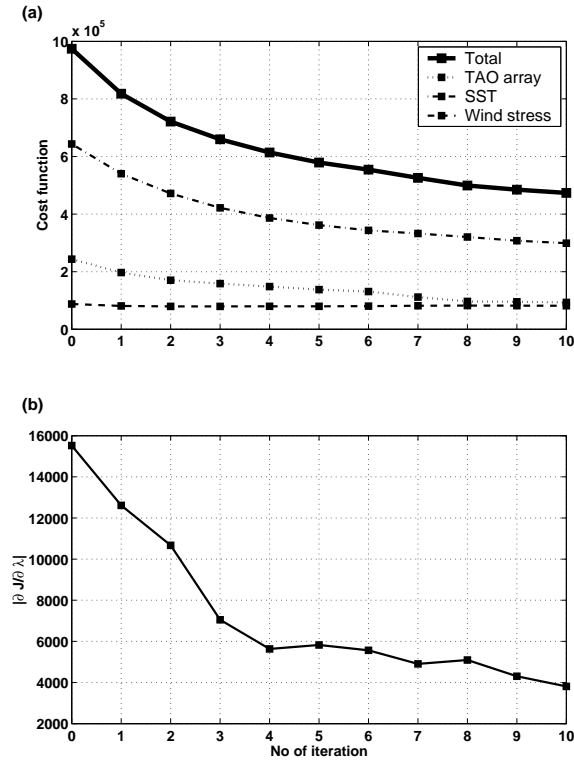 (a)
x 10⁵
10
8
6
4
2
0
Cost function
Total
TAO array
SST
Wind stress
0 1 2 3 4 5 6 7 8 9 10
(b)
16000
14000
12000
10000
8000
6000
4000
2000
|∂ J/∂ λ|
0 1 2 3 4 5 6 7 8 9 10
No of iteration